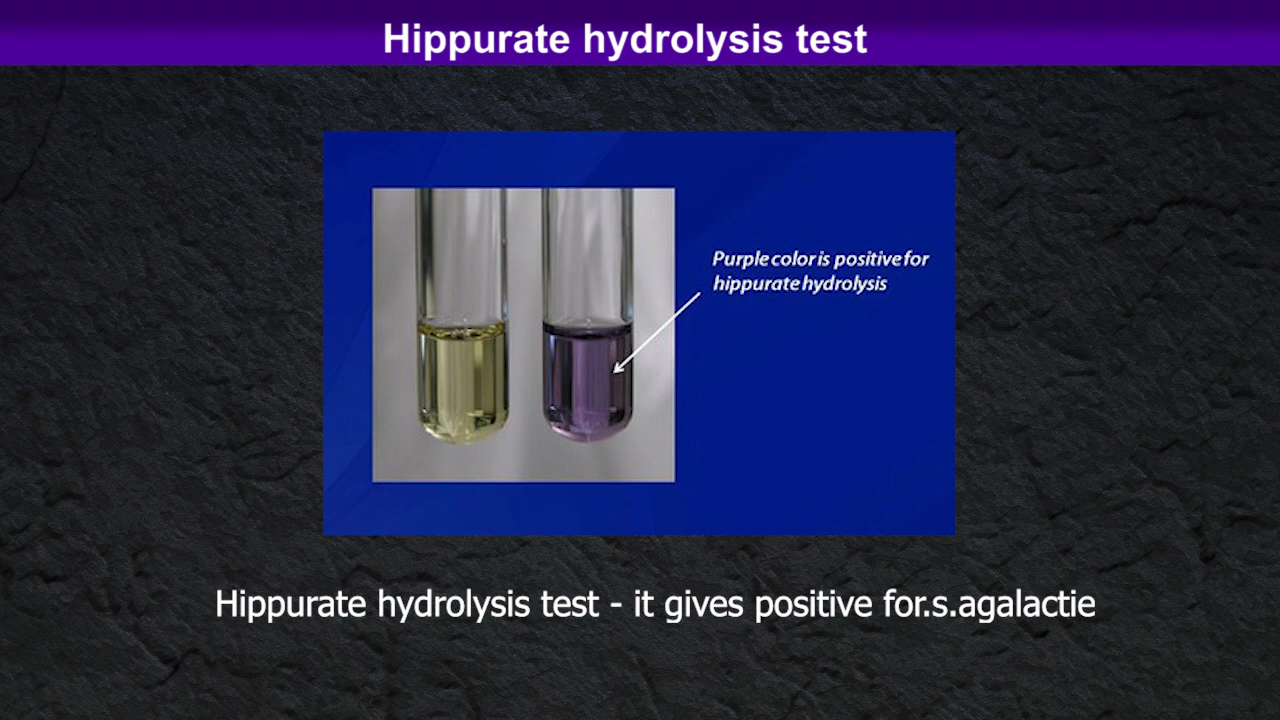 Hippurate hydrolysis test
Purple color is positive for
hippurate hydrolysis
Hippurate hydrolysis test - it gives positive for.s.agalactie